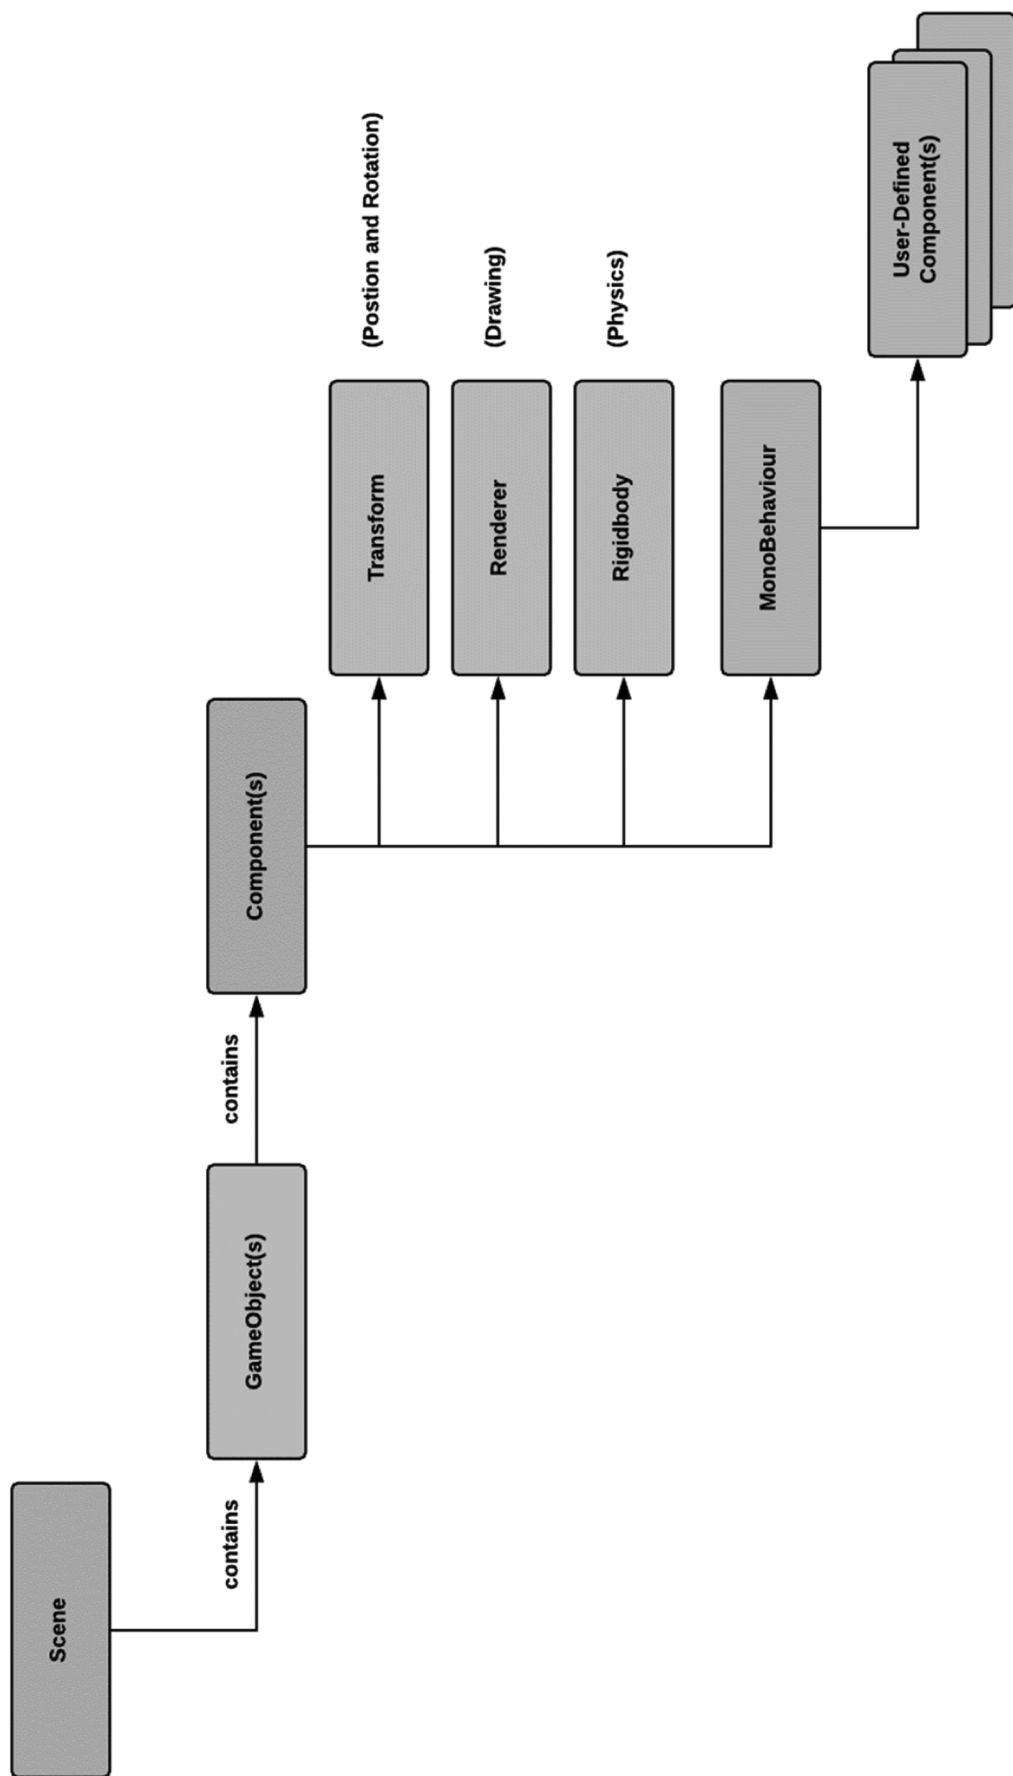 Scene
contains
GameObject(s)
contains
Component(s)
Transform
(Postion and Rotation)
Renderer
(Drawing)
Rigidbody
(Physics)
MonoBehaviour
User-Defined
Component(s)